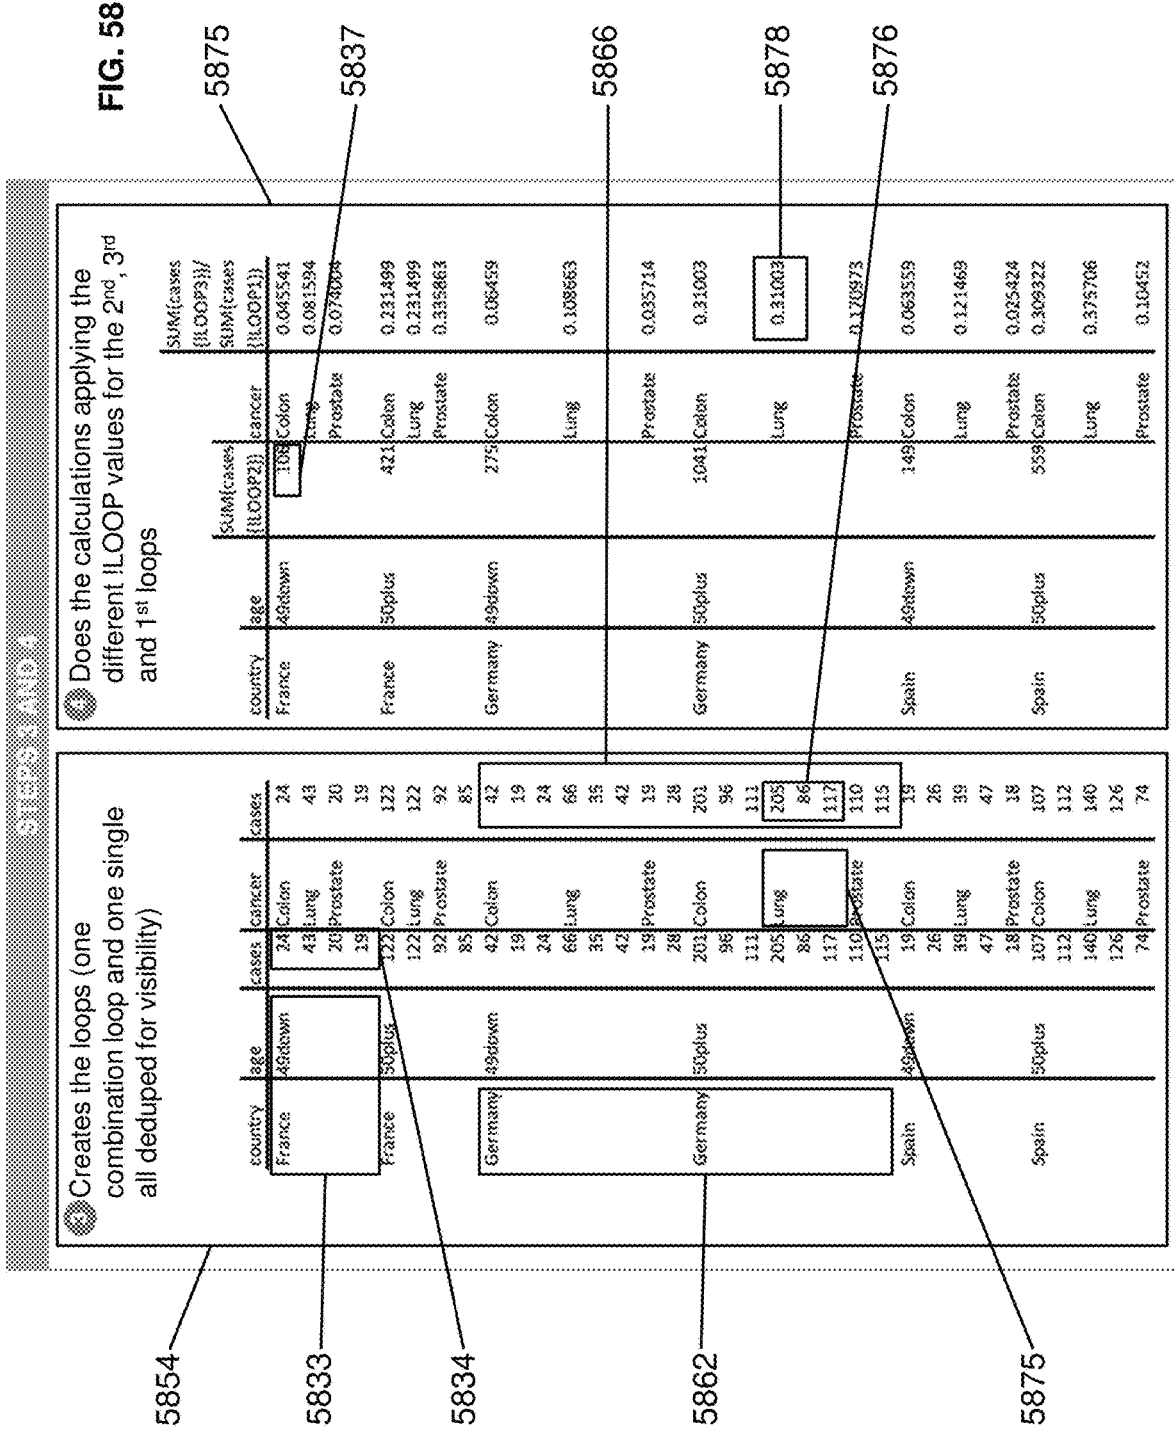 FIG. 58
STEPS 3 AND 4
3 Creates the loops (one
combination loop and one single
all deduped for visibility)
country age cases cancer cases
France 49down 24 Colon 24
43 Lung 43
20 Prostate 20
19 19
France 50plus 122 Colon 122
122 Lung 122
92 Prostate 92
85 85
Germany 49down 42 Colon 42
19 19
24 24
66 Lung 66
35 35
42 42
19 Prostate 19
28 28
Germany 50plus 201 Colon 201
96 96
111 111
205 Lung 205
86 86
117 117
110 Prostate 110
115 115
Spain 49down 19 Colon 19
26 26
39 Lung 39
47 47
18 Prostate 18
Spain 50plus 107 Colon 107
112 112
140 Lung 140
126 126
74 Prostate 74
4 Does the calculations applying the
different !LOOP values for the 2nd, 3rd
and 1st loops
SUM(cases
{!LOOP3})/
SUM(cases SUM(cases
country age {!LOOP2}) cancer {!LOOP1})
France 49down 106 Colon 0.045541
Lung 0.081594
Prostate 0.074004
France 50plus 421 Colon 0.231499
Lung 0.231499
Prostate 0.335863
Germany 49down 275 Colon 0.06459
Lung 0.108663
Prostate 0.035714
Germany 50plus 1041 Colon 0.31003
Lung 0.31003
Prostate 0.170973
Spain 49down 149 Colon 0.063559
Lung 0.121469
Prostate 0.025424
Spain 50plus 559 Colon 0.309322
Lung 0.375706
Prostate 0.10452
5854
5833
5834
5862
5875
5875
5837
5866
5878
5876